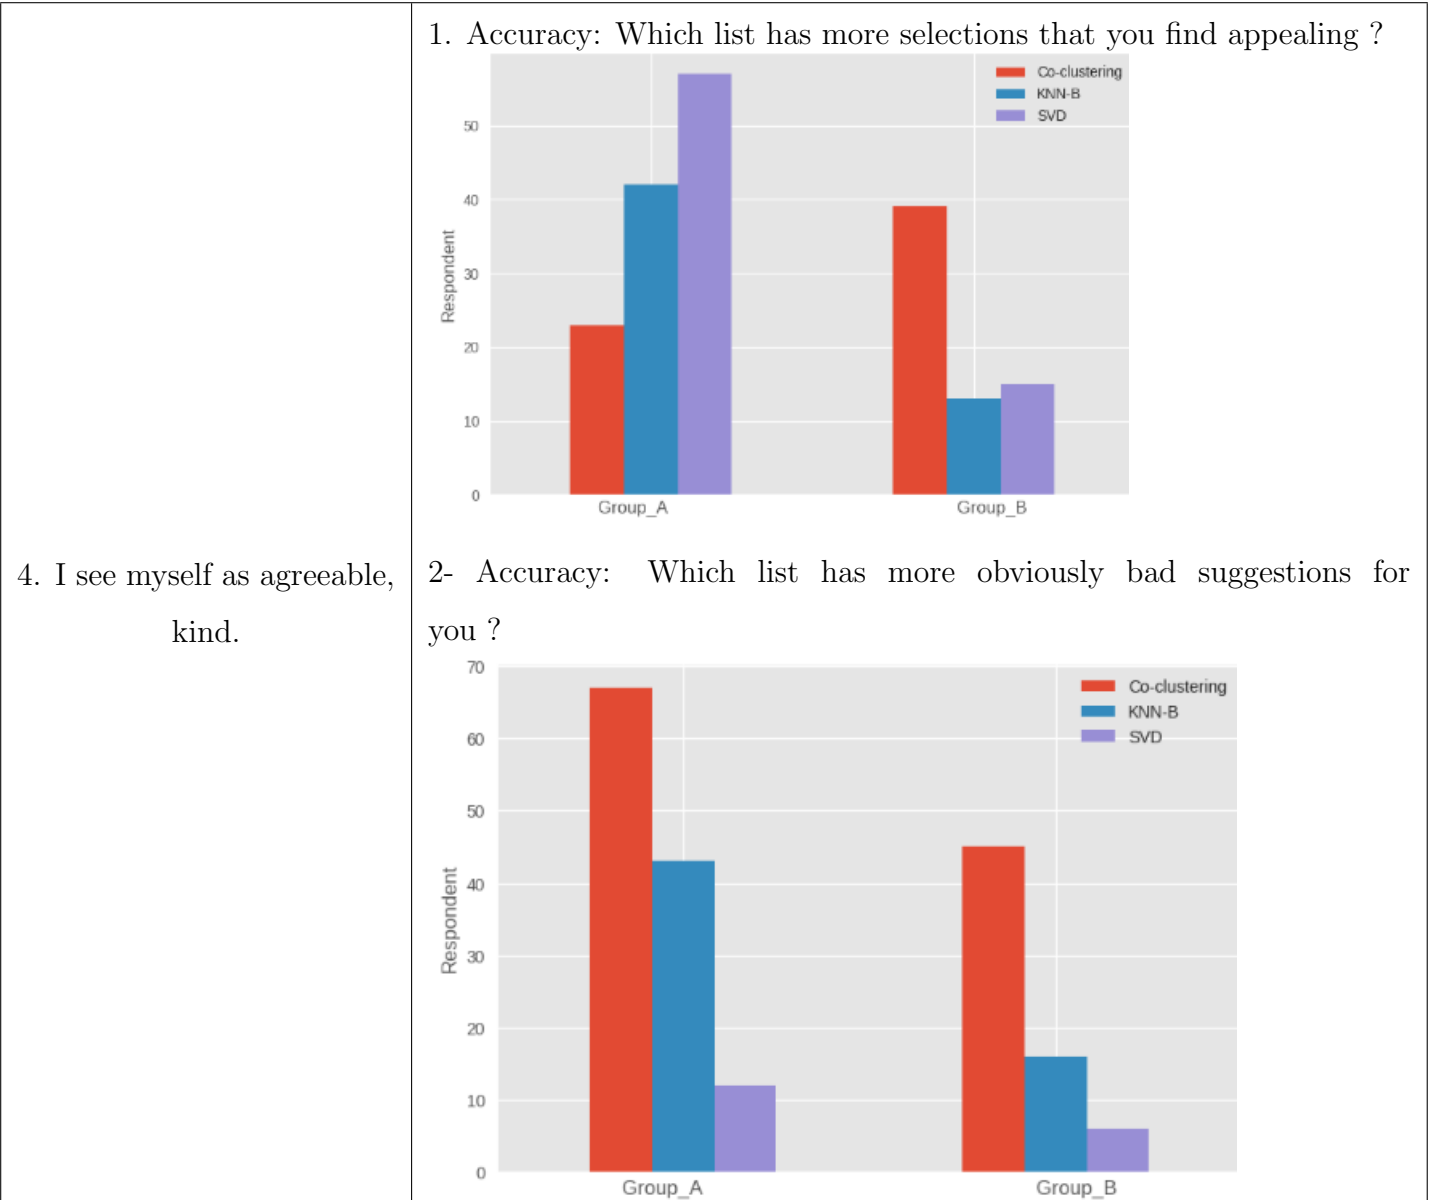 4. I see myself as agreeable,
kind.
1. Accuracy: Which list has more selections that you find appealing ?
Co-clustering
KNN-B
SVD
50
40
30
20
10
0
Respondent
Group_A
Group_B
2- Accuracy: Which list has more obviously bad suggestions for
you ?
Co-clustering
KNN-B
SVD
70
60
50
40
30
20
10
0
Respondent
Group_A
Group_B